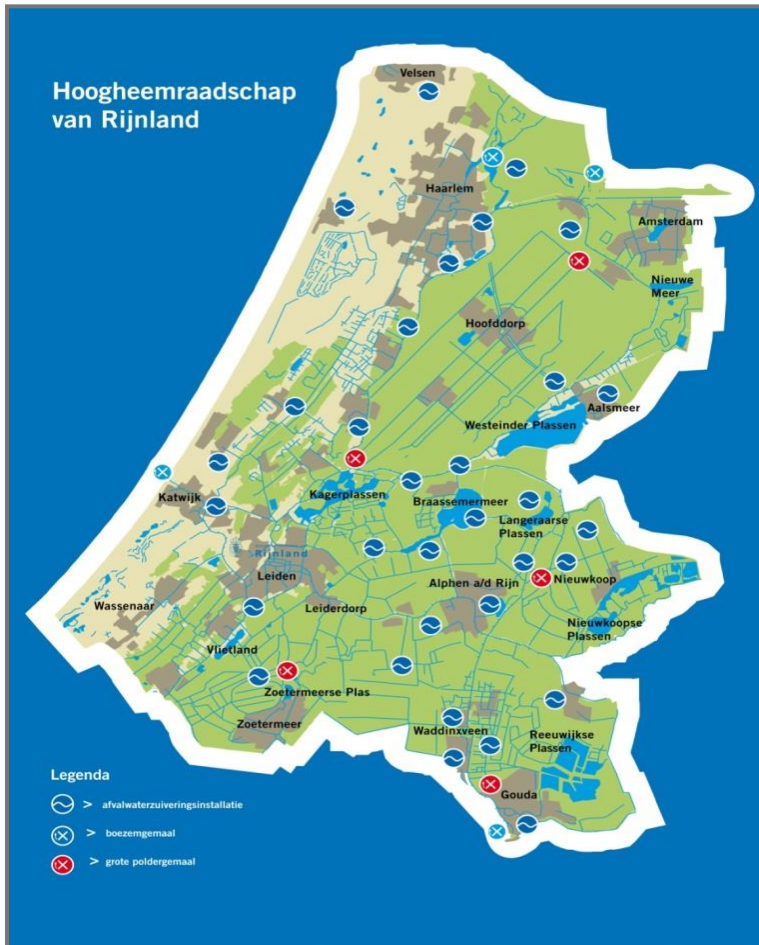 Hoogheemraadschap
van Rijnland
Velsen
Haarlem
Amsterdam
Nieuwe
Meer
Hoofddorp
Aalsmeer
Westeinder Plassen
Katwijk
Kagerplassen
Braassemermeer
Langeraarse
Plassen
Rijnland
Leiden
Alphen a/d Rijn
Nieuwkoop
Wassenaar
Leiderdorp
Nieuwkoopse
Plassen
Vlietland
Zoetermeerse Plas
Zoetermeer
Waddinxveen
Reeuwijkse
Plassen
Gouda
Legenda
> afvalwaterzuiveringsinstallatie
> boezemgemaal
> grote poldergemaal